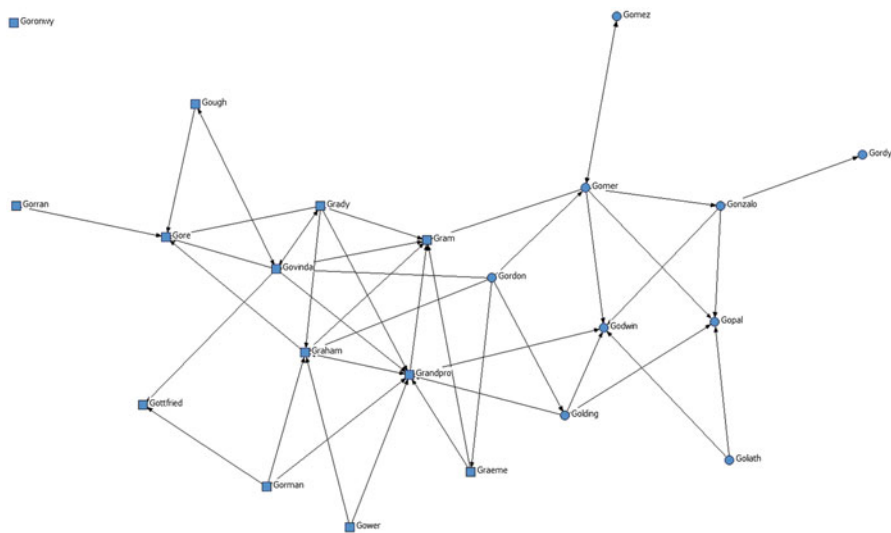 Gomez
Goronwy
Gough
Gordy
Gomer
Gorran
Grady
Gonzalo
Gore
Gram
Govinda
Gordon
Godwin
Gopal
Graham
Grandpro
Gottfried
Golding
Goliath
Graeme
Gorman
Gower